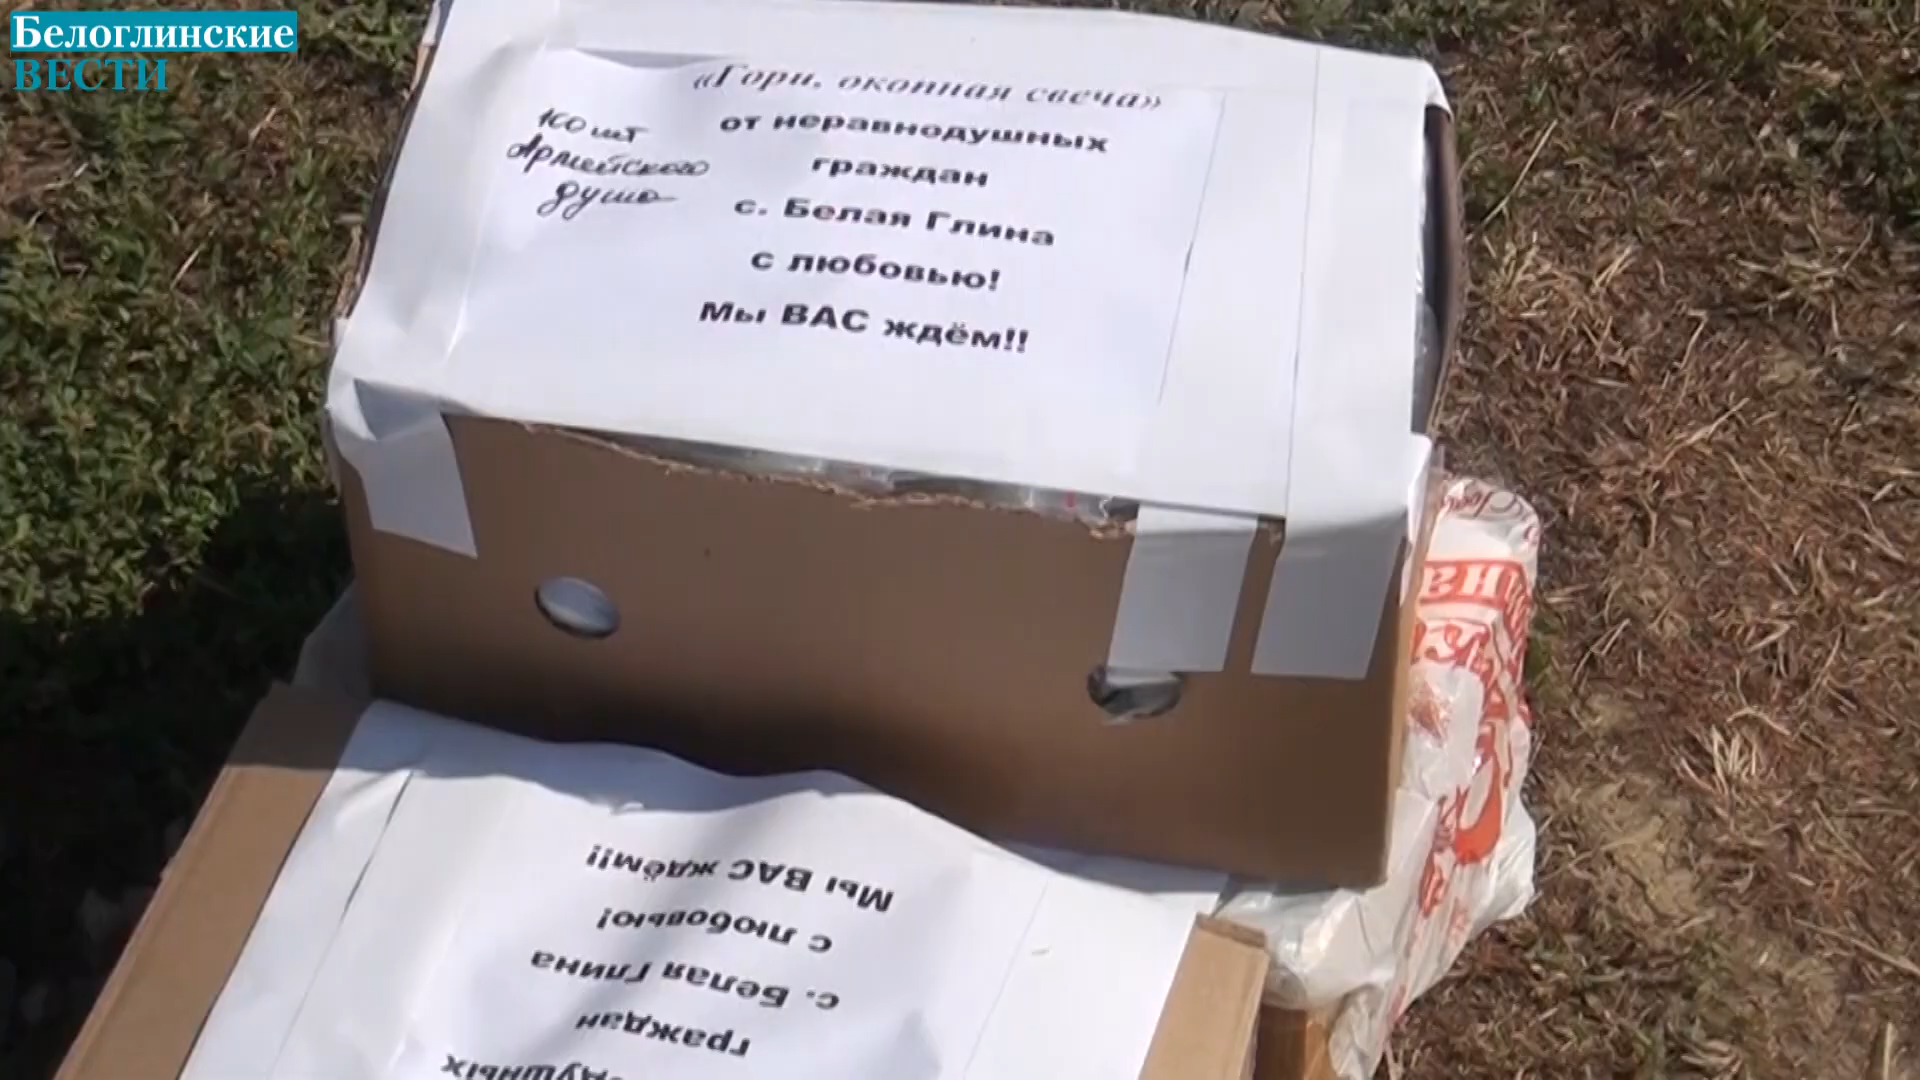 Белоглинские
ВЕСТИ
«Гори, окопная свеча»
100 шт
Армейского
душа
от неравнодушных
граждан
с. Белая Глина
с любовью!
Мы ВАС ждём!!
Мы ВАС ждём!!
с любовью!
с. Белая Глина
граждан